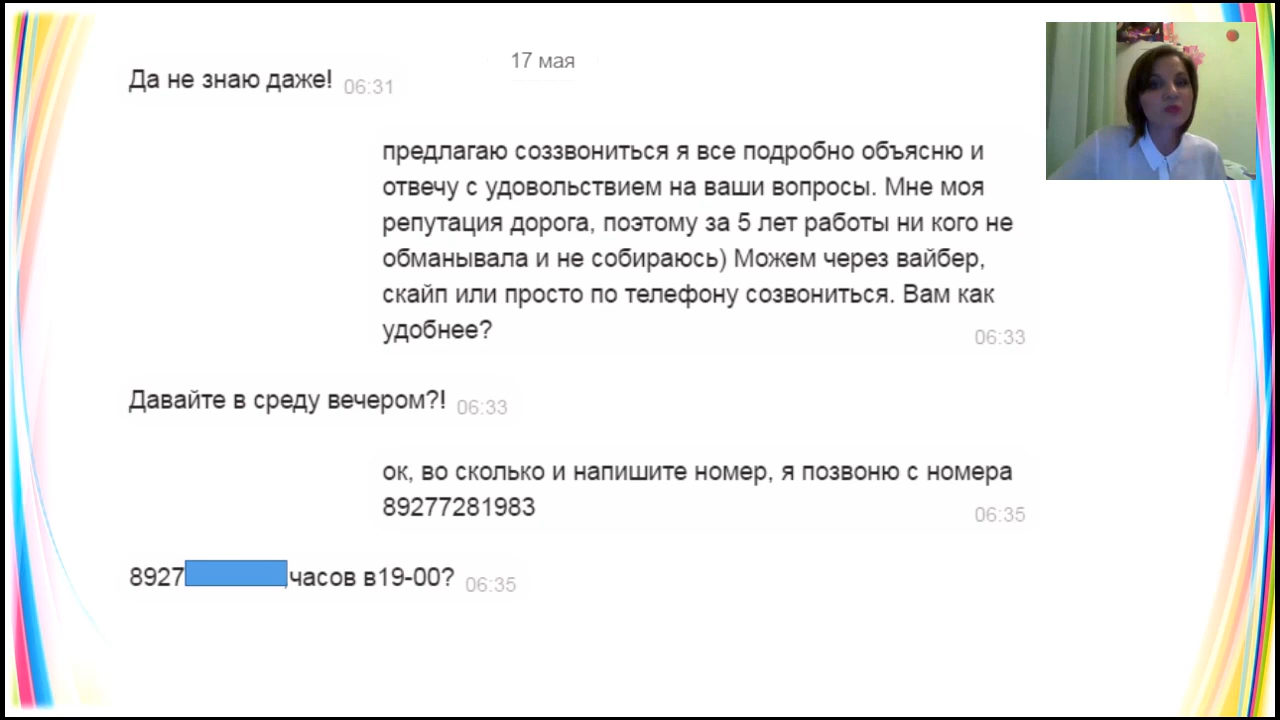 17 мая
Да не знаю даже! 06:31
предлагаю соззвониться я все подробно объясню и
отвечу с удовольствием на ваши вопросы. Мне моя
репутация дорога, поэтому за 5 лет работы ни кого не
обманывала и не собираюсь) Можем через вайбер,
скайп или просто по телефону созвониться. Вам как
удобнее? 06:33
Давайте в среду вечером?! 06:33
ок, во сколько и напишите номер, я позвоню с номера
89277281983 06:35
8927 ,часов в19-00? 06:35